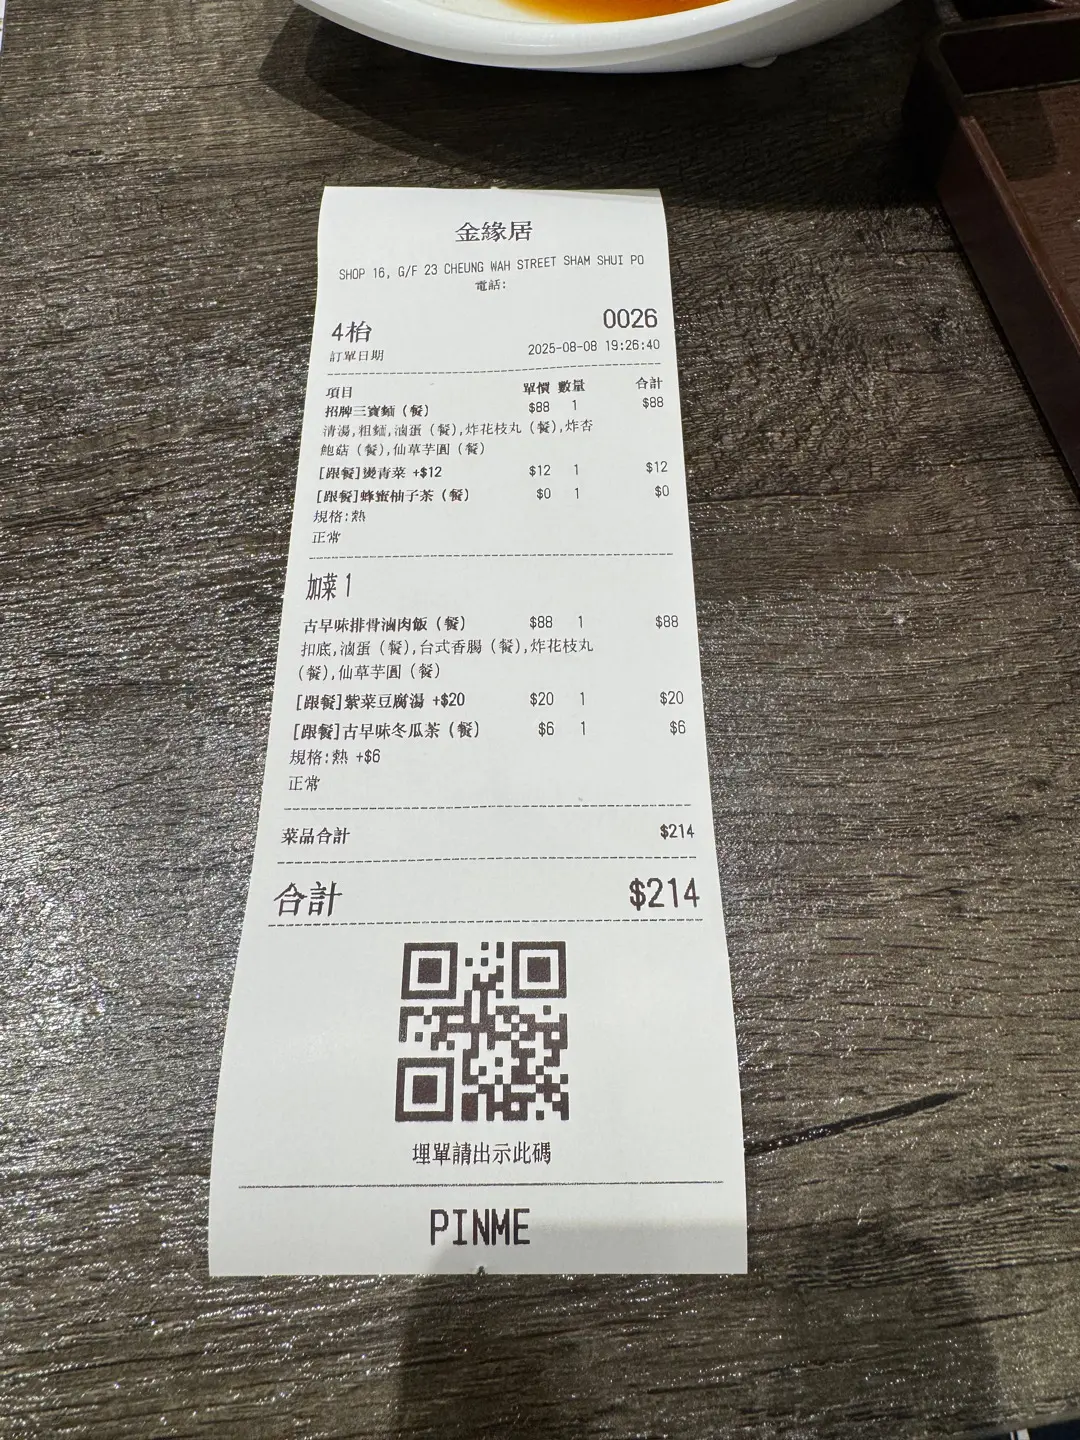 金緣居
SHOP 16, G/F 23 CHEUNG WAH STREET SHAM SHUI PO
電話:
4枱 0026
訂單日期 2025-08-08 19:26:40
項目 單價 數量 合計
招牌三寶麵（餐） $88 1 $88
清湯,粗麵,滷蛋（餐）,炸花枝丸（餐）,炸杏
鮑菇（餐）,仙草芋圓（餐）
[跟餐]燙青菜 +$12 $12 1 $12
[跟餐]蜂蜜柚子茶（餐） $0 1 $0
規格:熱
正常
加菜 1
古早味排骨滷肉飯（餐） $88 1 $88
扣底,滷蛋（餐）,台式香腸（餐）,炸花枝丸
（餐）,仙草芋圓（餐）
[跟餐]紫菜豆腐湯 +$20 $20 1 $20
[跟餐]古早味冬瓜茶（餐） $6 1 $6
規格:熱 +$6
正常
菜品合計 $214
合計 $214
埋單請出示此碼
PINME